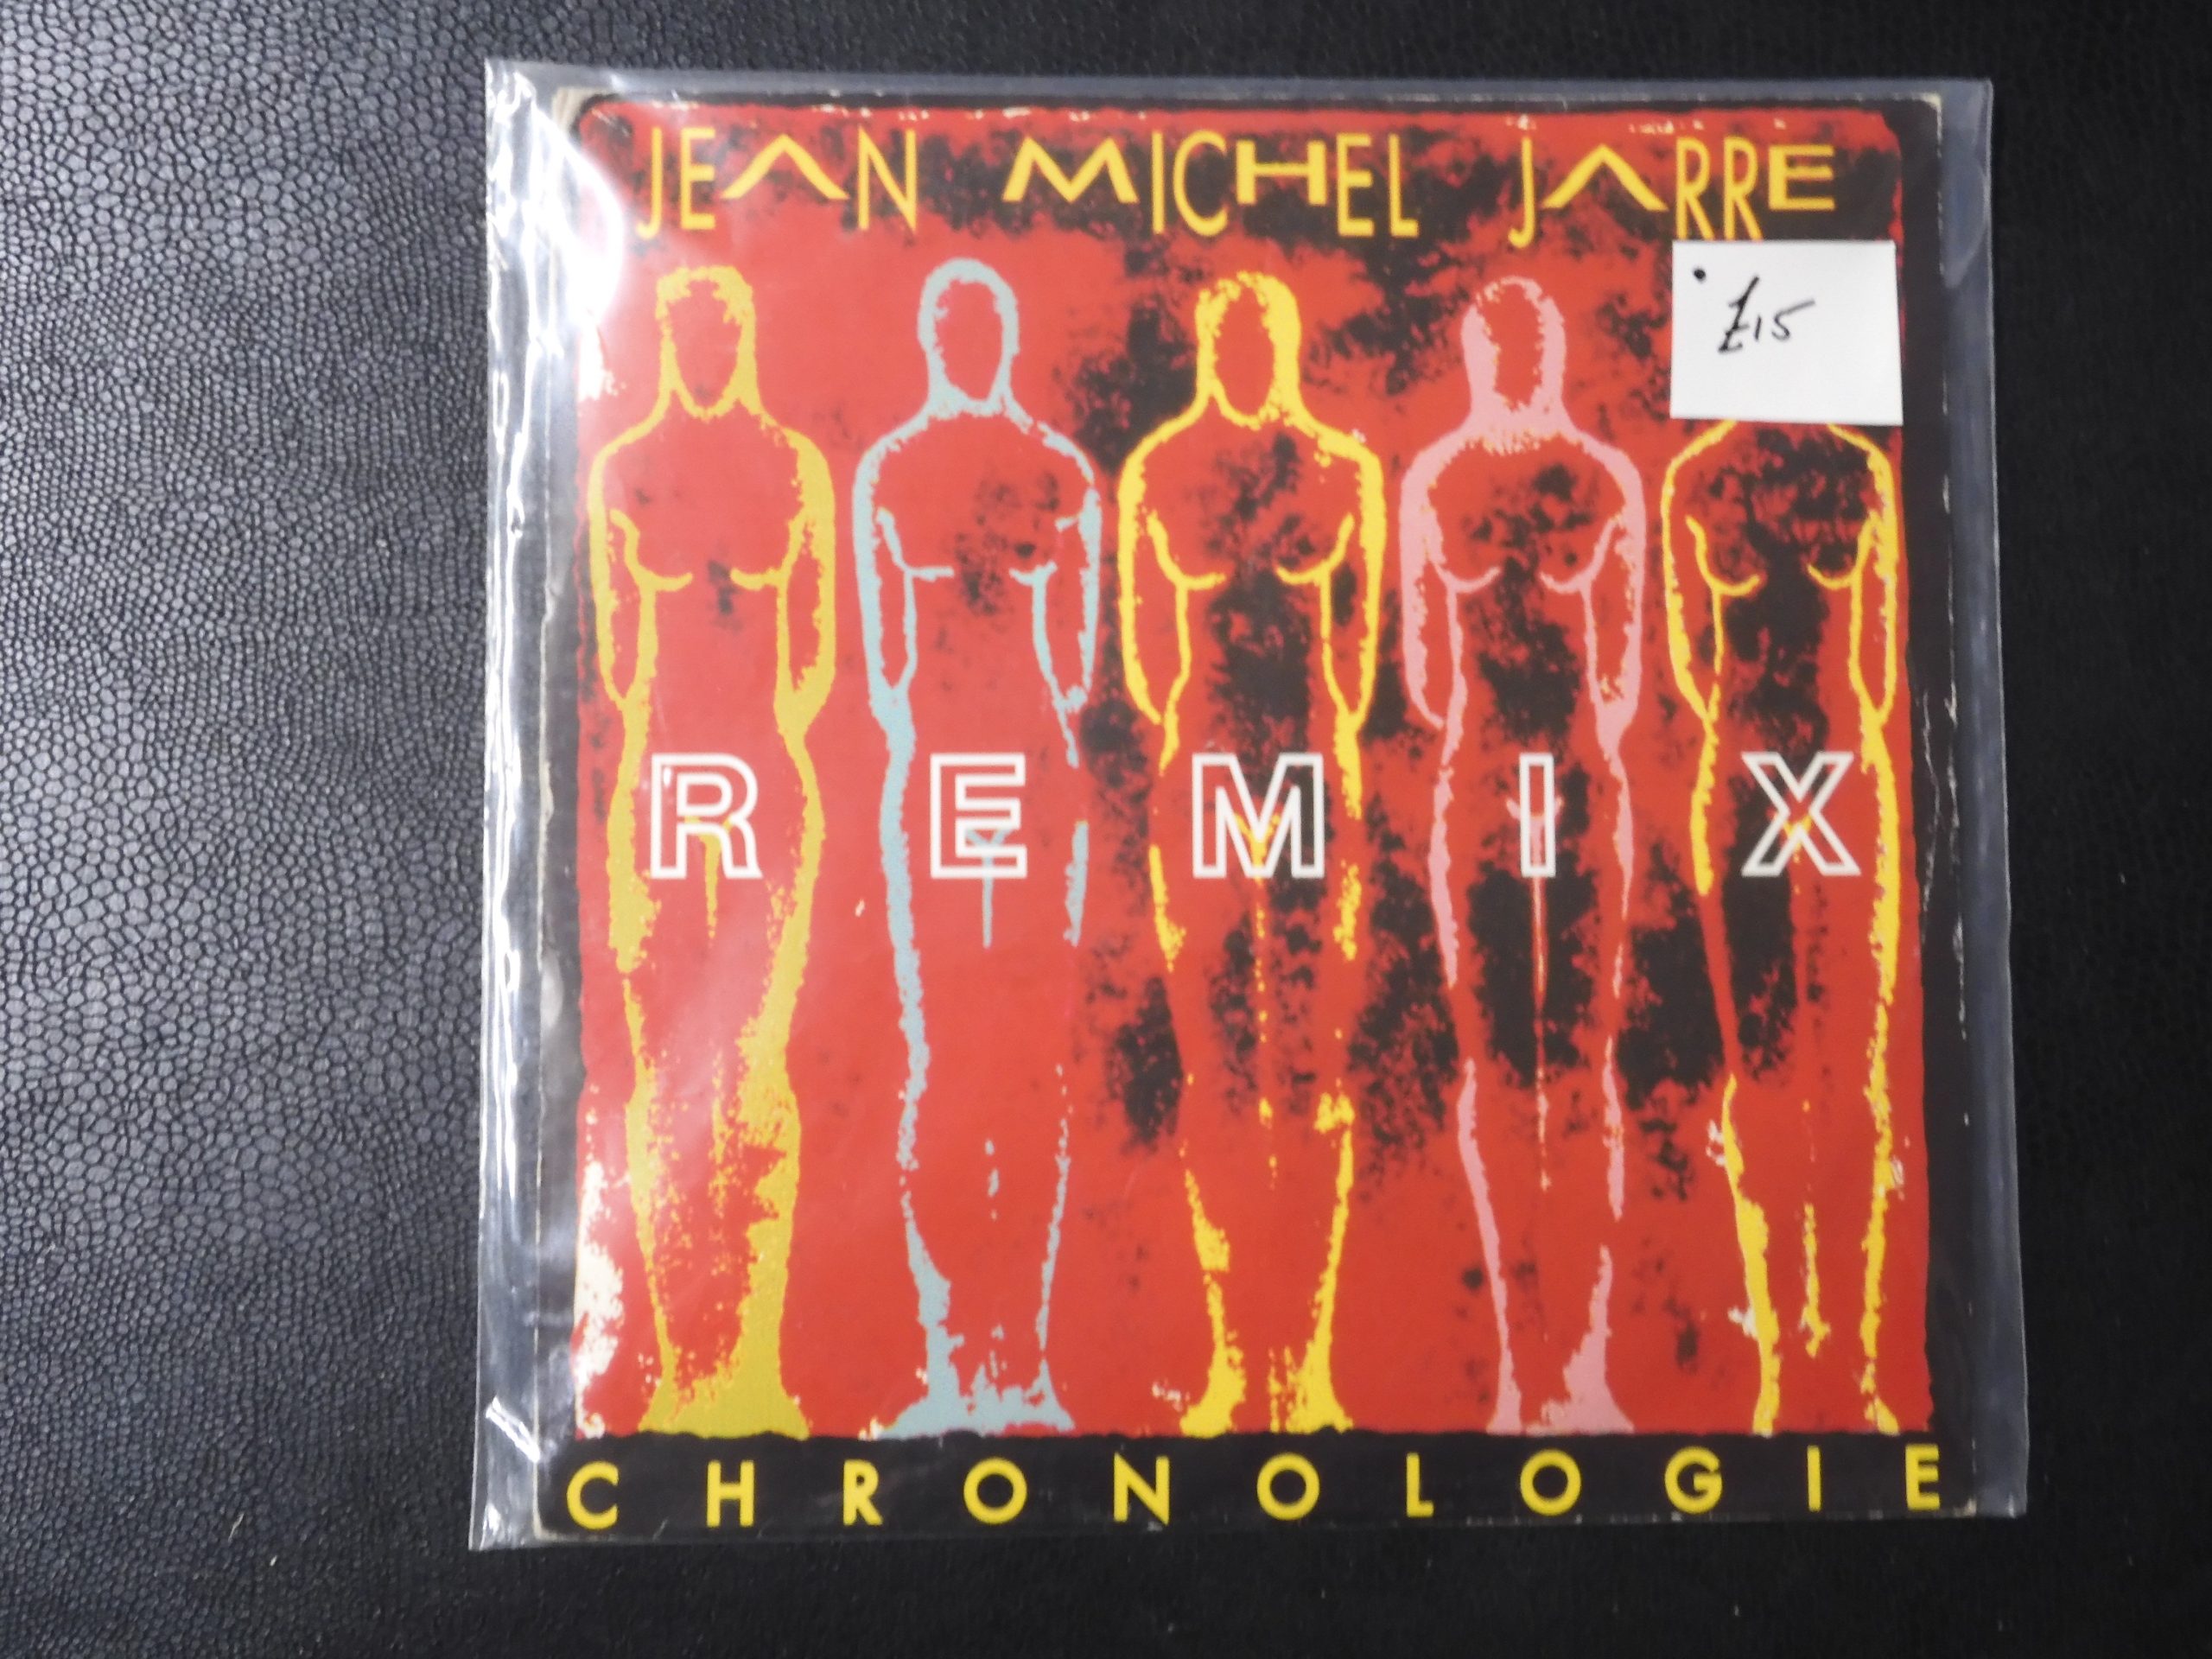 JEAN MICHEL JARRE
£15
REMIX
CHRONOLOGIE